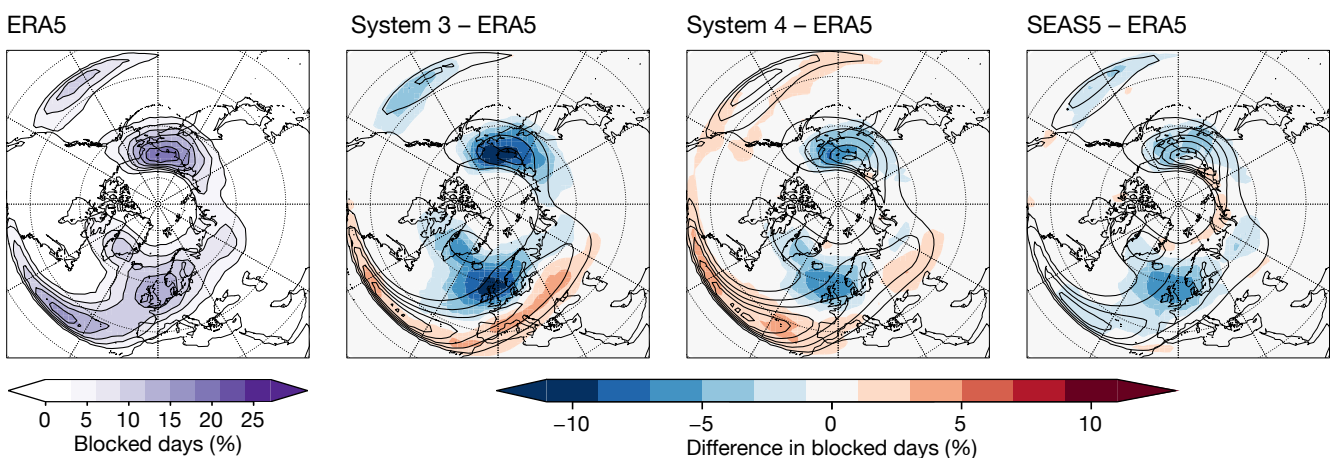 ERA5
System 3 – ERA5
System 4 – ERA5
SEAS5 – ERA5
0 5 10 15 20 25
Blocked days (%)
–10 –5 0 5 10
Difference in blocked days (%)